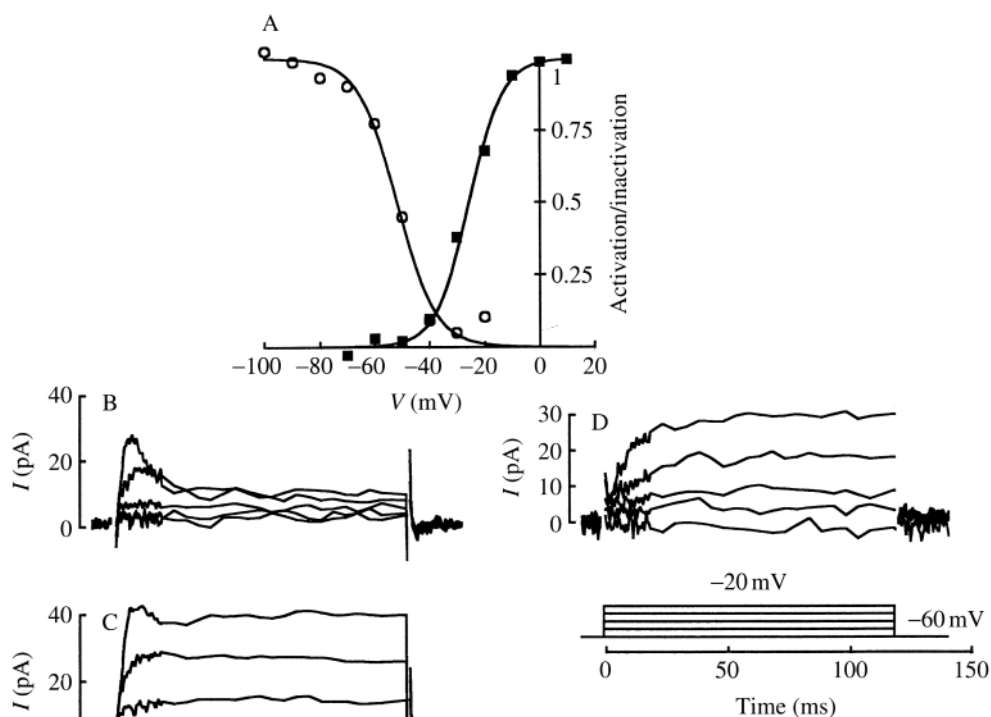 A
1
0.75
0.5
0.25
Activation/inactivation
−100 −80 −60 −40 −20 0 20
V (mV)
B
40
20
0
I (pA)
C
40
20
I (pA)
D
30
20
10
0
I (pA)
−20 mV
−60 mV
0 50 100 150
Time (ms)